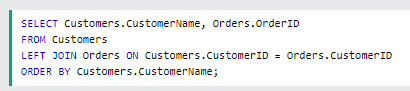 SELECT Customers.CustomerName, Orders.OrderID
FROM Customers
LEFT JOIN Orders ON Customers.CustomerID = Orders.CustomerID
ORDER BY Customers.CustomerName;